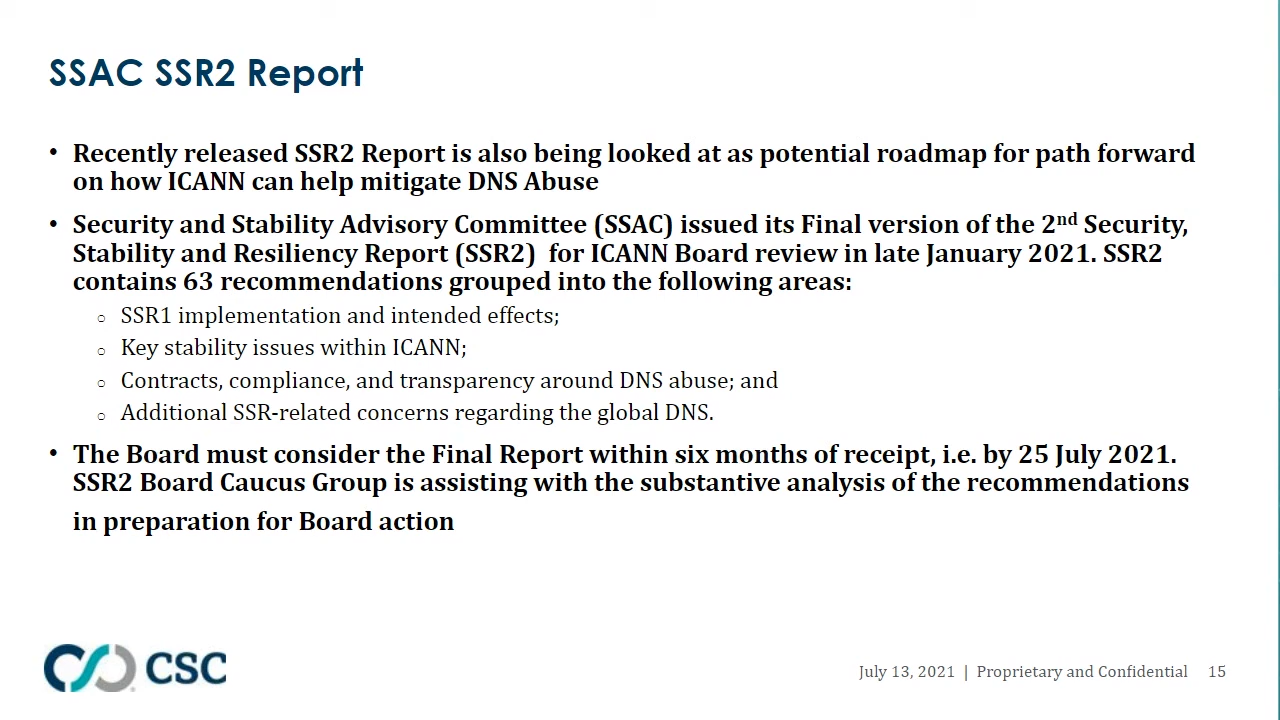 SSAC SSR2 Report
• Recently released SSR2 Report is also being looked at as potential roadmap for path forward
on how ICANN can help mitigate DNS Abuse
• Security and Stability Advisory Committee (SSAC) issued its Final version of the 2nd Security,
Stability and Resiliency Report (SSR2)  for ICANN Board review in late January 2021. SSR2
contains 63 recommendations grouped into the following areas:
○ SSR1 implementation and intended effects;
○ Key stability issues within ICANN;
○ Contracts, compliance, and transparency around DNS abuse; and
○ Additional SSR-related concerns regarding the global DNS.
• The Board must consider the Final Report within six months of receipt, i.e. by 25 July 2021.
SSR2 Board Caucus Group is assisting with the substantive analysis of the recommendations
in preparation for Board action
CSC
July 13, 2021 | Proprietary and Confidential 15